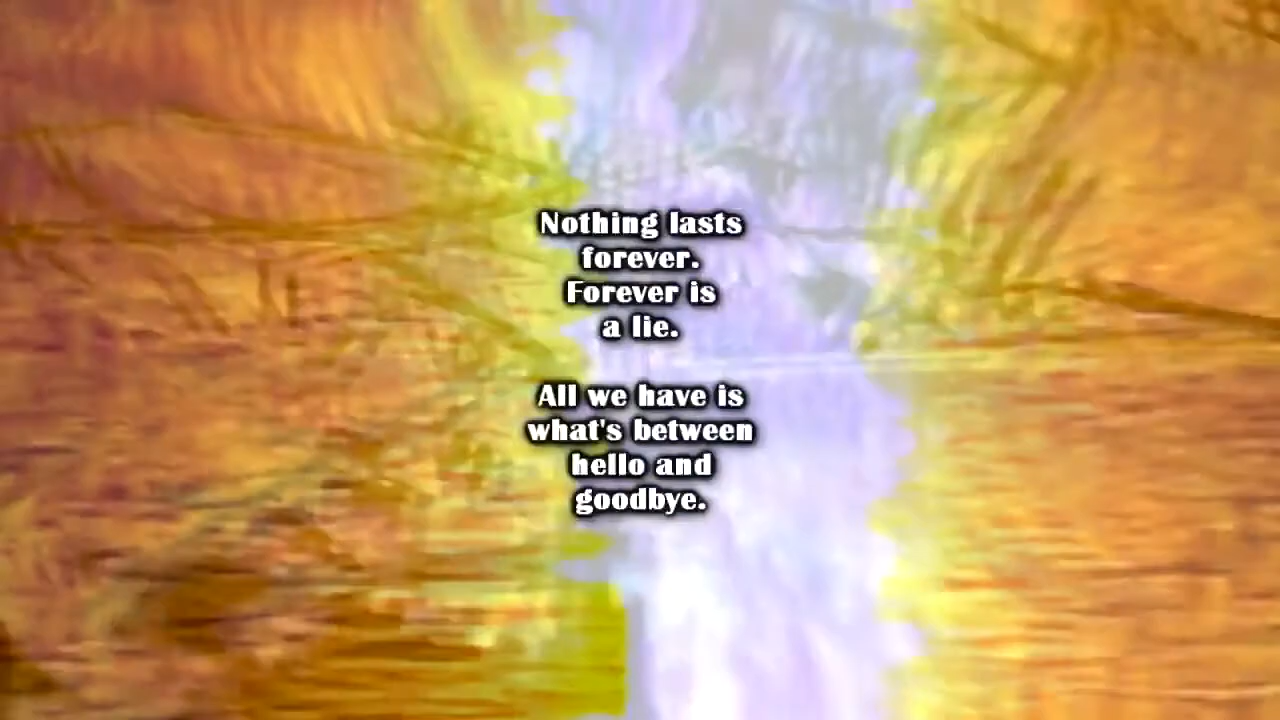 Nothing lasts
forever.
Forever is
a lie.
All we have is
what's between
hello and
goodbye.